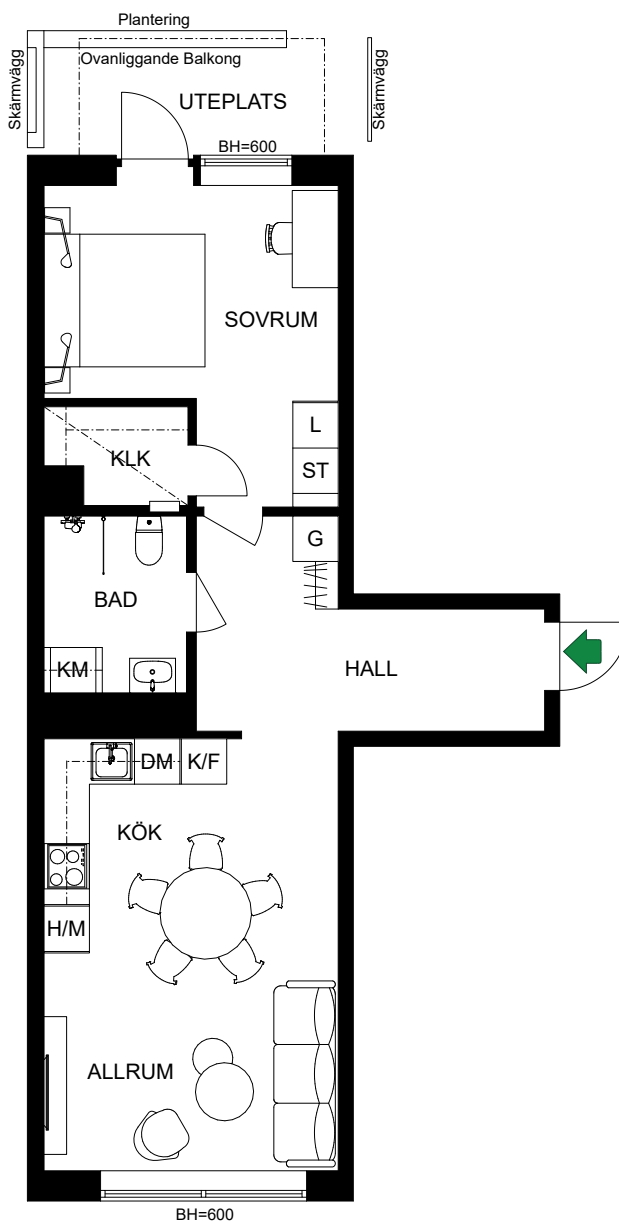 Plantering
Ovanliggande Balkong
Skärmvägg
Skärmvägg
UTEPLATS
BH=600
SOVRUM
L
KLK
ST
G
BAD
KM
HALL
DM K/F
KÖK
H/M
ALLRUM
BH=600